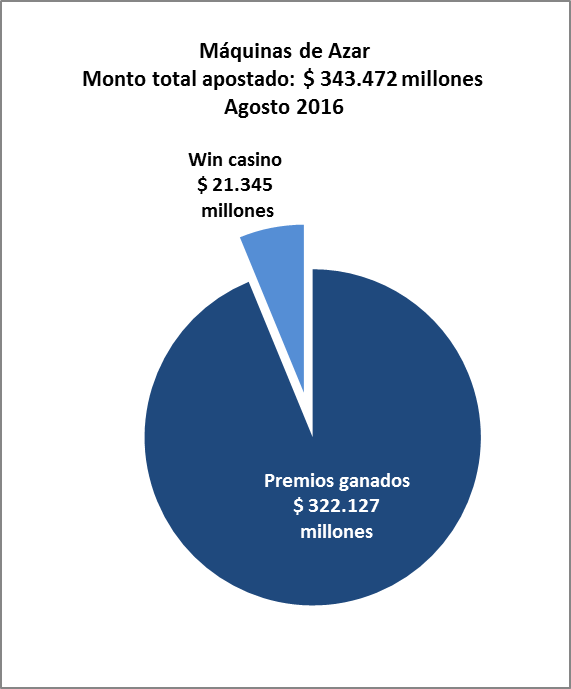 Máquinas de Azar
Monto total apostado: $ 343.472 millones
Agosto 2016
Win casino
$ 21.345
millones
Premios ganados
$ 322.127
millones